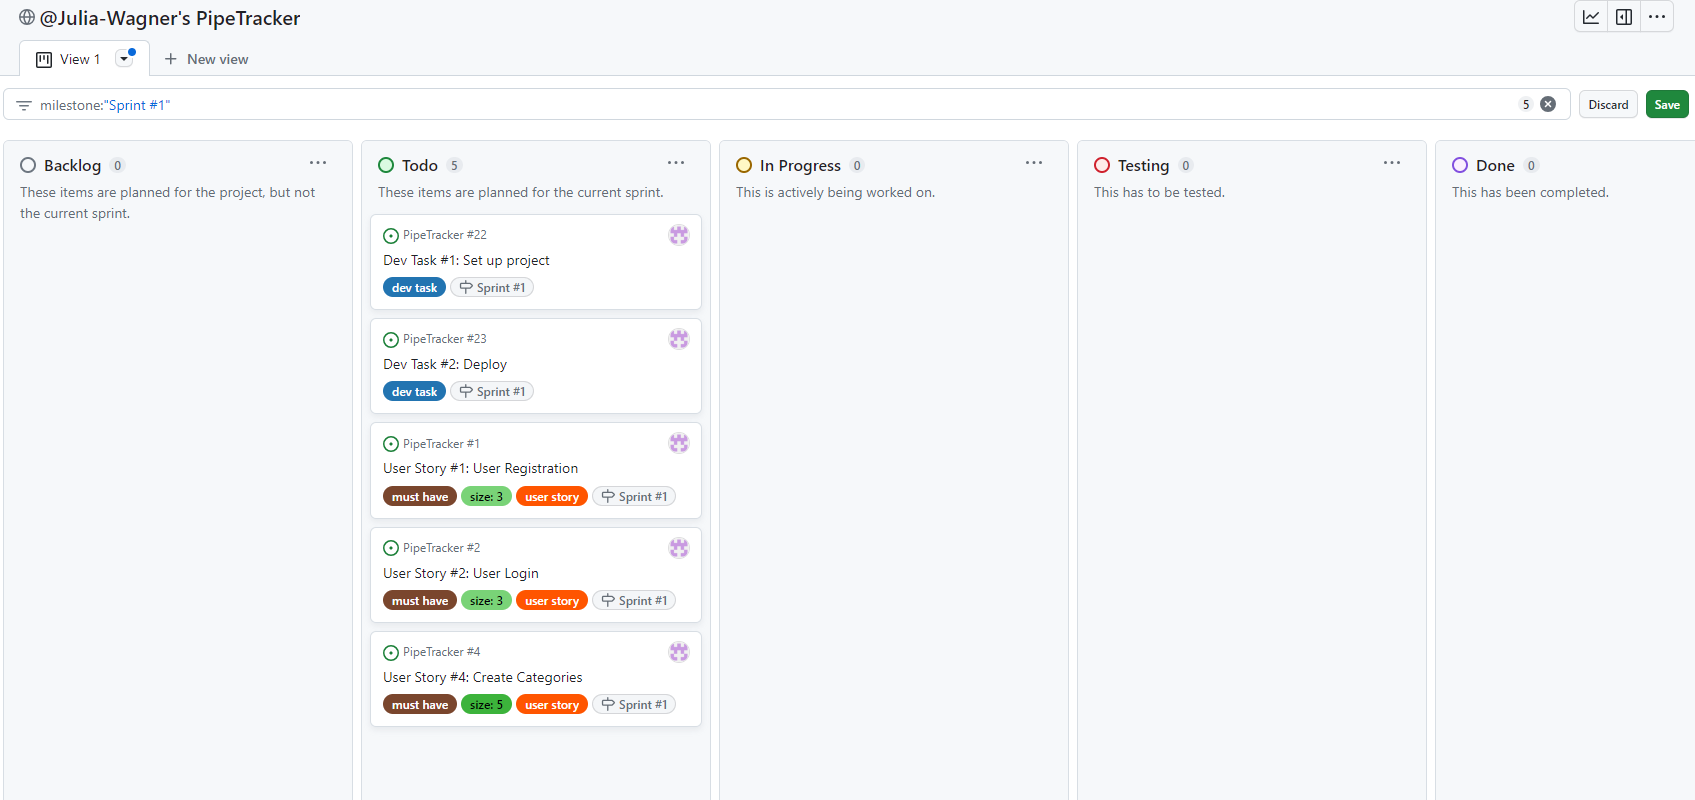 @Julia-Wagner's PipeTracker
View 1
New view
milestone:"Sprint #1"
5
Discard
Save
Backlog 0
These items are planned for the project, but not
the current sprint.
Todo 5
These items are planned for the current sprint.
PipeTracker #22
Dev Task #1: Set up project
dev task Sprint #1
PipeTracker #23
Dev Task #2: Deploy
dev task Sprint #1
PipeTracker #1
User Story #1: User Registration
must have size: 3 user story Sprint #1
PipeTracker #2
User Story #2: User Login
must have size: 3 user story Sprint #1
PipeTracker #4
User Story #4: Create Categories
must have size: 5 user story Sprint #1
In Progress 0
This is actively being worked on.
Testing 0
This has to be tested.
Done 0
This has been completed.